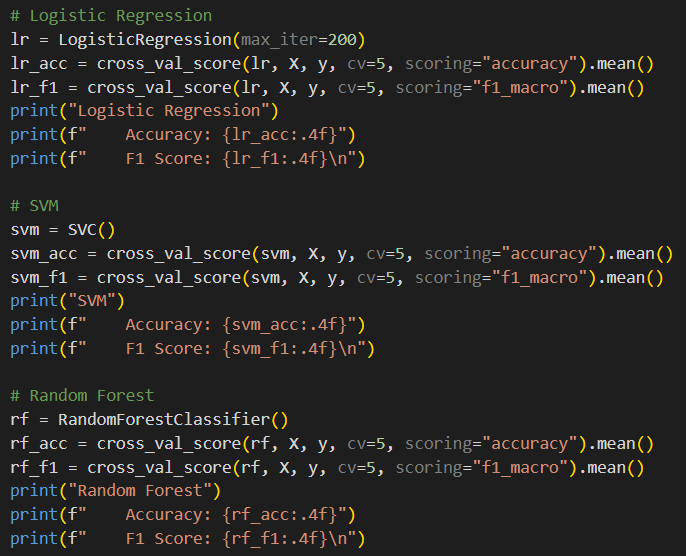 # Logistic Regression
lr = LogisticRegression(max_iter=200)
lr_acc = cross_val_score(lr, X, y, cv=5, scoring="accuracy").mean()
lr_f1 = cross_val_score(lr, X, y, cv=5, scoring="f1_macro").mean()
print("Logistic Regression")
print(f"    Accuracy: {lr_acc:.4f}")
print(f"    F1 Score: {lr_f1:.4f}\n")

# SVM
svm = SVC()
svm_acc = cross_val_score(svm, X, y, cv=5, scoring="accuracy").mean()
svm_f1 = cross_val_score(svm, X, y, cv=5, scoring="f1_macro").mean()
print("SVM")
print(f"    Accuracy: {svm_acc:.4f}")
print(f"    F1 Score: {svm_f1:.4f}\n")

# Random Forest
rf = RandomForestClassifier()
rf_acc = cross_val_score(rf, X, y, cv=5, scoring="accuracy").mean()
rf_f1 = cross_val_score(rf, X, y, cv=5, scoring="f1_macro").mean()
print("Random Forest")
print(f"    Accuracy: {rf_acc:.4f}")
print(f"    F1 Score: {rf_f1:.4f}\n")